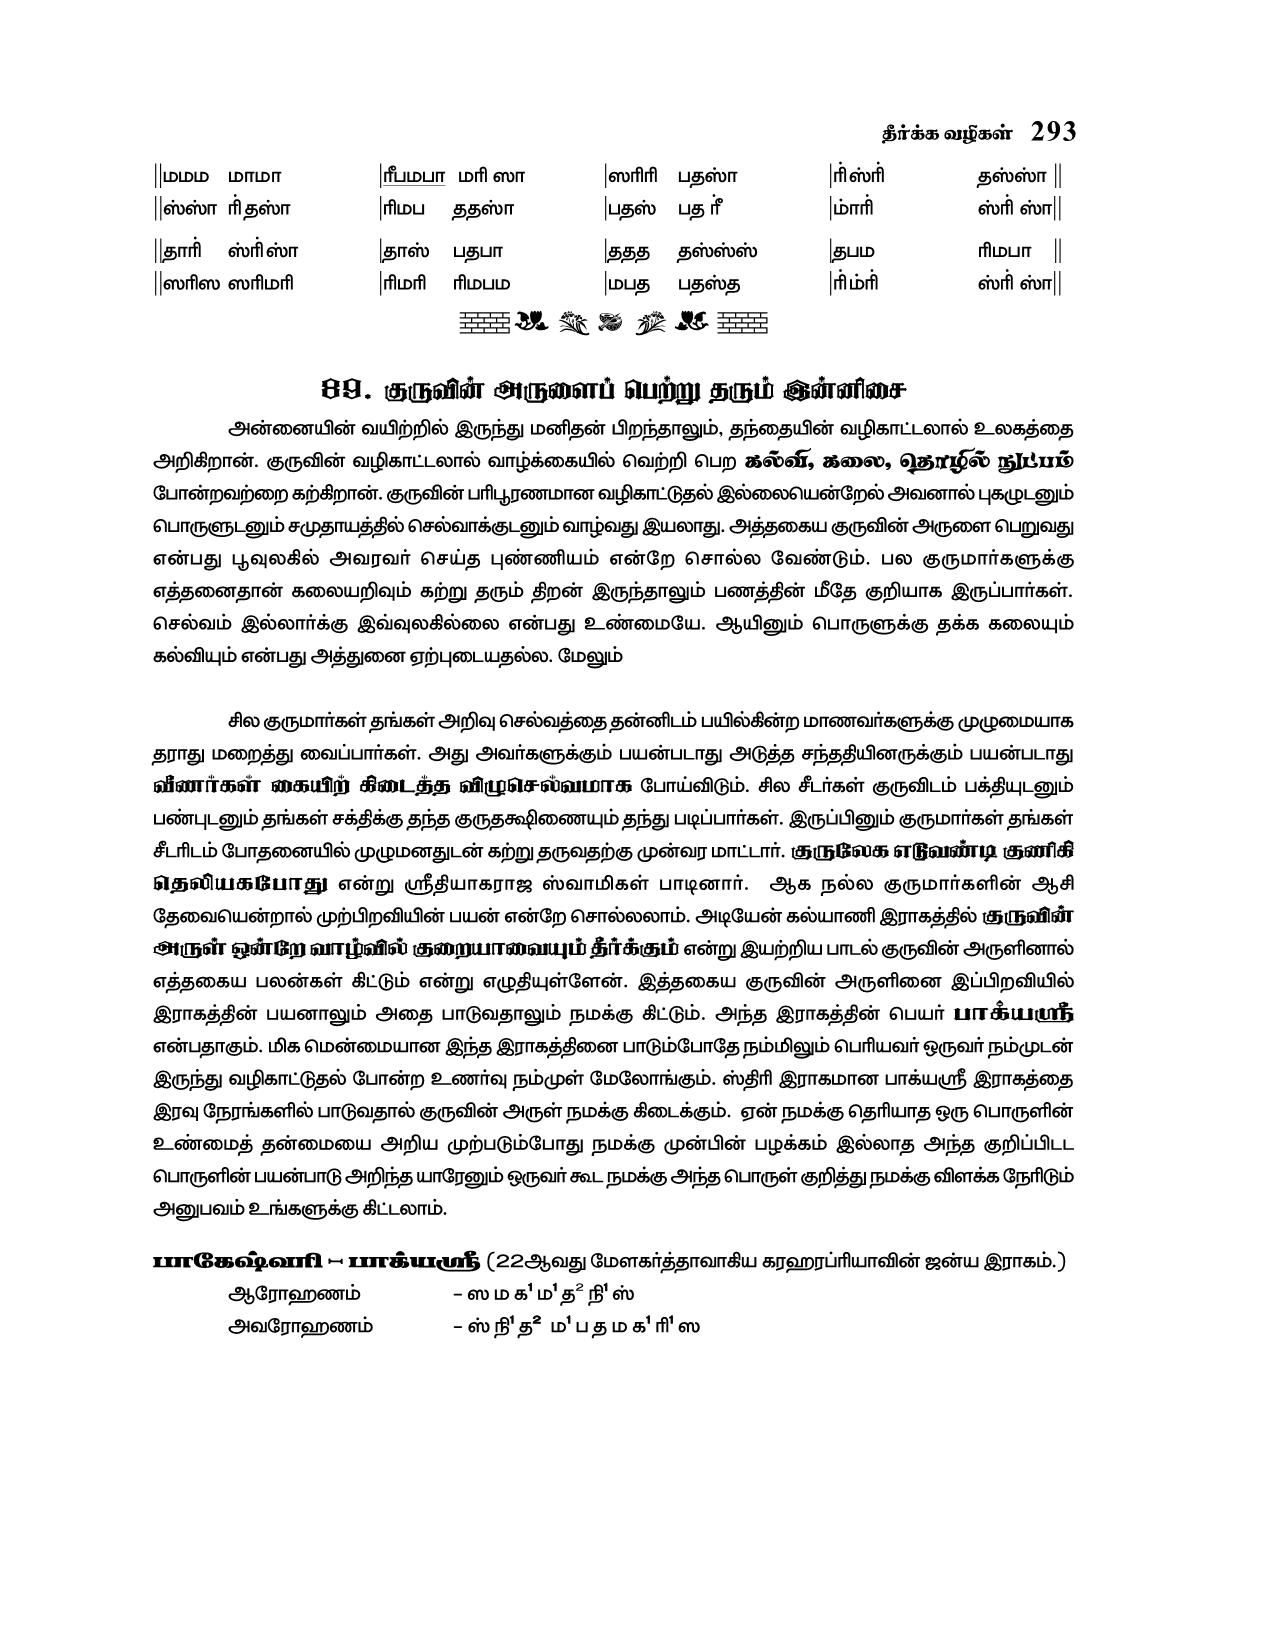 தீர்க்க வழிகள் 293
||மமம மாமா |ரீபமபா மரி ஸா |ஸரிரி பதஸ்ா |ரி்ஸ்ரி் தஸ்ஸ்ா ||
||ஸ்ஸ்ா ரி்தஸ்ா |ரிமப ததஸ்ா |பதஸ் பத ரீ் |ம்ாரி் ஸ்ரி் ஸ்ா||
||தாரி் ஸ்ரி்ஸ்ா |தாஸ் பதபா |ததத தஸ்ஸ்ஸ் |தபம ரிமபா ||
||ஸரிஸ ஸரிமரி |ரிமரி ரிமபம |மபத பதஸ்த |ரி்ம்ரி் ஸ்ரி் ஸ்ா||
89. குருவின் அருளைப் பெற்று தரும் இன்னிசை
அன்னையின் வயிற்றில் இருந்து மனிதன் பிறந்தாலும், தந்தையின் வழிகாட்டலால் உலகத்தை
அறிகிறான். குருவின் வழிகாட்டலால் வாழ்க்கையில் வெற்றி பெற கல்வி, கலை, தொழில் நுட்பம்
போன்றவற்றை கற்கிறான். குருவின் பரிபூரணமான வழிகாட்டுதல் இல்லையென்றேல் அவனால் புகழுடனும்
பொருளுடனும் சமுதாயத்தில் செல்வாக்குடனும் வாழ்வது இயலாது. அத்தகைய குருவின் அருளை பெறுவது
என்பது பூவுலகில் அவரவர் செய்த புண்ணியம் என்றே சொல்ல வேண்டும். பல குருமார்களுக்கு
எத்தனைதான் கலையறிவும் கற்று தரும் திறன் இருந்தாலும் பணத்தின் மீதே குறியாக இருப்பார்கள்.
செல்வம் இல்லார்க்கு இவ்வுலகில்லை என்பது உண்மையே. ஆயினும் பொருளுக்கு தக்க கலையும்
கல்வியும் என்பது அத்துனை ஏற்புடையதல்ல. மேலும்
சில குருமார்கள் தங்கள் அறிவு செல்வத்தை தன்னிடம் பயில்கின்ற மாணவர்களுக்கு முழுமையாக
தராது மறைத்து வைப்பார்கள். அது அவர்களுக்கும் பயன்படாது அடுத்த சந்ததியினருக்கும் பயன்படாது
வீணர்கள் கையிற் கிடைத்த விழுசெல்வமாக போய்விடும். சில சீடர்கள் குருவிடம் பக்தியுடனும்
பண்புடனும் தங்கள் சக்திக்கு தந்த குருதக்ஷிணையும் தந்து படிப்பார்கள். இருப்பினும் குருமார்கள் தங்கள்
சீடரிடம் போதனையில் முழுமனதுடன் கற்று தருவதற்கு முன்வர மாட்டார். குருலேக எடுவண்டி குணிகி
தெலியகபோது என்று ஸ்ரீதியாகராஜ ஸ்வாமிகள் பாடினார். ஆக நல்ல குருமார்களின் ஆசி
தேவையென்றால் முற்பிறவியின் பயன் என்றே சொல்லலாம். அடியேன் கல்யாணி இராகத்தில் குருவின்
அருள் ஒன்றே வாழ்வில் குறையாவையும் தீர்க்கும் என்று இயற்றிய பாடல் குருவின் அருளினால்
எத்தகைய பலன்கள் கிட்டும் என்று எழுதியுள்ளேன். இத்தகைய குருவின் அருளினை இப்பிறவியில்
இராகத்தின் பயனாலும் அதை பாடுவதாலும் நமக்கு கிட்டும். அந்த இராகத்தின் பெயர் பாக்யஸ்ரீ
என்பதாகும். மிக மென்மையான இந்த இராகத்தினை பாடும்போதே நம்மிலும் பெரியவர் ஒருவர் நம்முடன்
இருந்து வழிகாட்டுதல் போன்ற உணர்வு நம்முள் மேலோங்கும். ஸ்திரி இராகமான பாக்யஸ்ரீ இராகத்தை
இரவு நேரங்களில் பாடுவதால் குருவின் அருள் நமக்கு கிடைக்கும். ஏன் நமக்கு தெரியாத ஒரு பொருளின்
உண்மைத் தன்மையை அறிய முற்படும்போது நமக்கு முன்பின் பழக்கம் இல்லாத அந்த குறிப்பிடட
பொருளின் பயன்பாடு அறிந்த யாரேனும் ஒருவர் கூட நமக்கு அந்த பொருள் குறித்து நமக்கு விளக்க நேரிடும்
அனுபவம் உங்களுக்கு கிட்டலாம்.
பாகேஷ்வரி – பாக்யஸ்ரீ (22ஆவது மேளகர்த்தாவாகிய கரஹரப்ரியாவின் ஜன்ய இராகம்.)
ஆரோஹணம் – ஸ ம க¹ ம¹ த² நி¹ ஸ்
அவரோஹணம் – ஸ் நி¹ த² ம¹ ப த ம க¹ ரி¹ ஸ